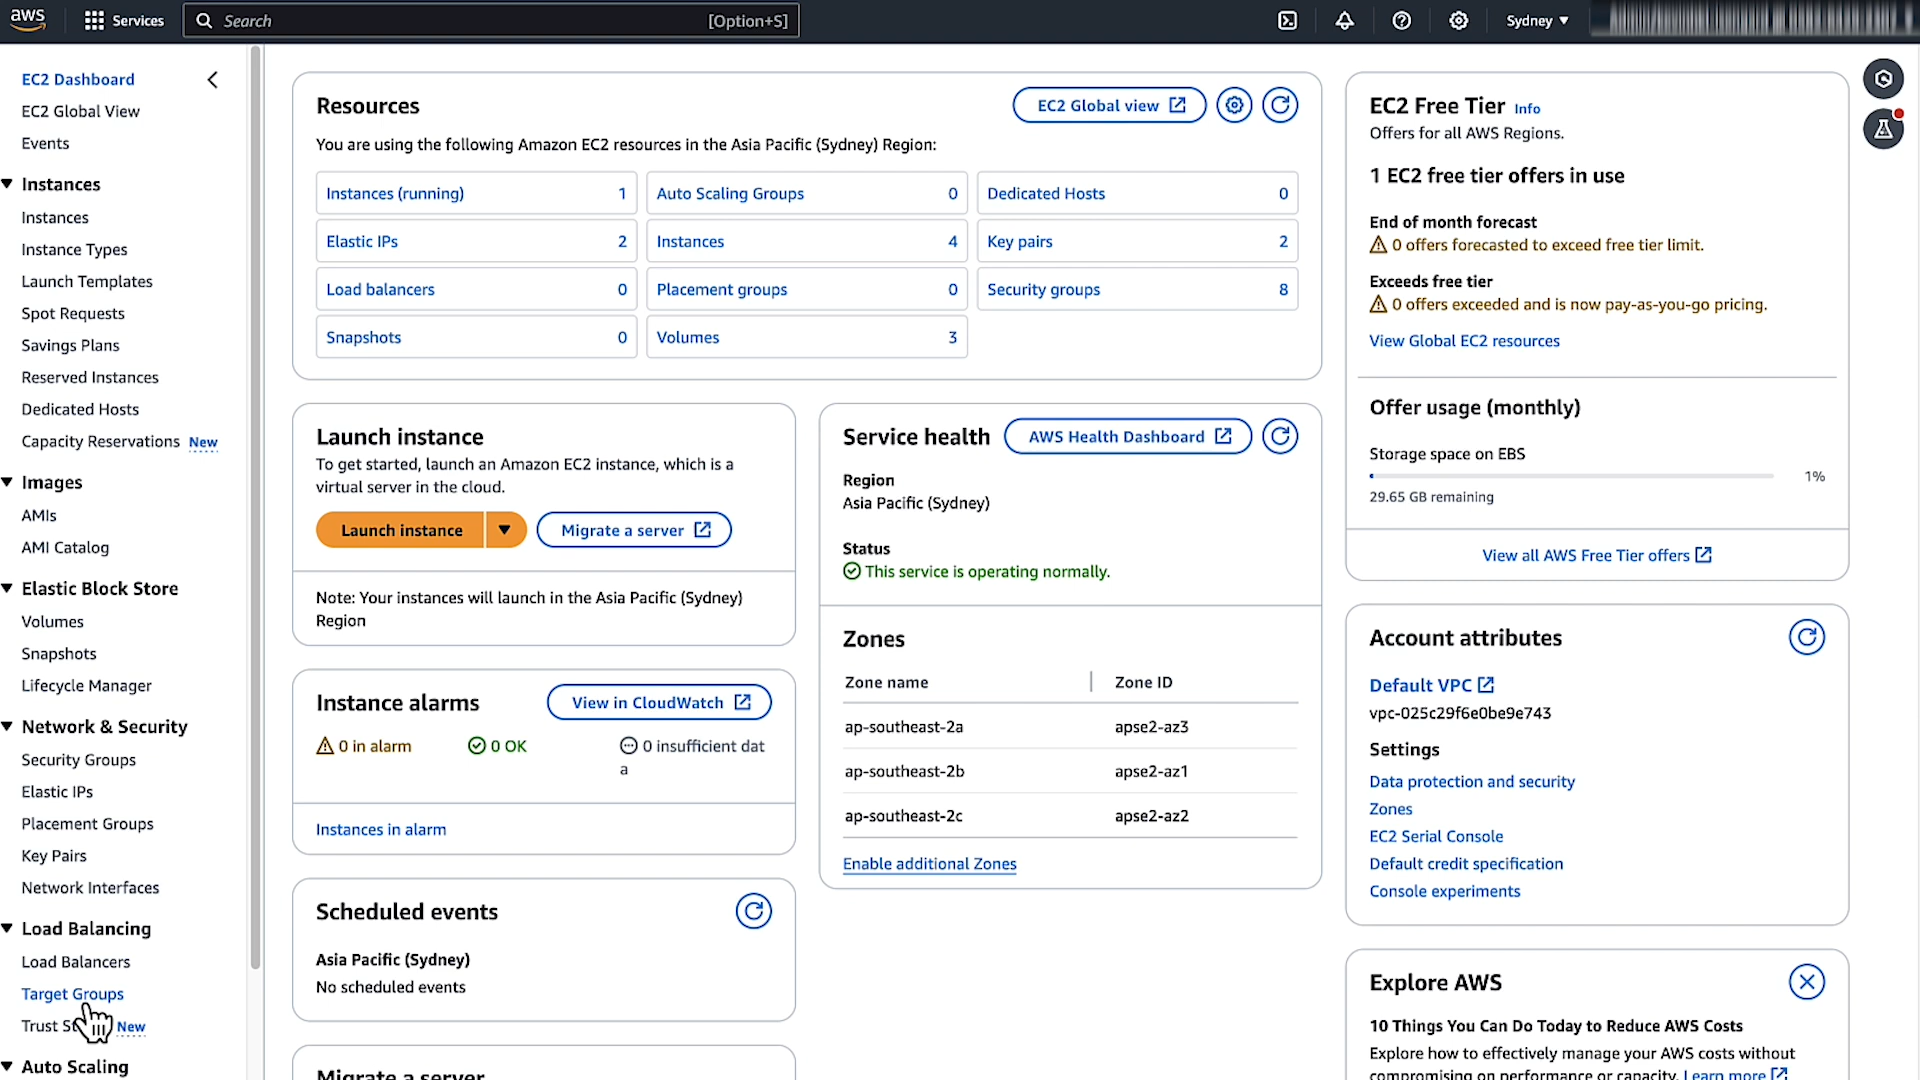 aws
Services
Search
[Option+S]
Sydney ▼
EC2 Dashboard
EC2 Global View
Events
Instances
Instances
Instance Types
Launch Templates
Spot Requests
Savings Plans
Reserved Instances
Dedicated Hosts
Capacity Reservations New
Images
AMIs
AMI Catalog
Elastic Block Store
Volumes
Snapshots
Lifecycle Manager
Network & Security
Security Groups
Elastic IPs
Placement Groups
Key Pairs
Network Interfaces
Load Balancing
Load Balancers
Target Groups
Trust New
Auto Scaling
Resources
EC2 Global view
You are using the following Amazon EC2 resources in the Asia Pacific (Sydney) Region:
Instances (running) 1
Auto Scaling Groups 0
Dedicated Hosts 0
Elastic IPs 2
Instances 4
Key pairs 2
Load balancers 0
Placement groups 0
Security groups 8
Snapshots 0
Volumes 3
Launch instance
To get started, launch an Amazon EC2 instance, which is a
virtual server in the cloud.
Launch instance
Migrate a server
Note: Your instances will launch in the Asia Pacific (Sydney)
Region
Instance alarms
View in CloudWatch
0 in alarm
0 OK
0 insufficient dat
a
Instances in alarm
Scheduled events
Asia Pacific (Sydney)
No scheduled events
Migrate a server
Service health
AWS Health Dashboard
Region
Asia Pacific (Sydney)
Status
This service is operating normally.
Zones
Zone name Zone ID
ap-southeast-2a apse2-az3
ap-southeast-2b apse2-az1
ap-southeast-2c apse2-az2
Enable additional Zones
EC2 Free Tier Info
Offers for all AWS Regions.
1 EC2 free tier offers in use
End of month forecast
0 offers forecasted to exceed free tier limit.
Exceeds free tier
0 offers exceeded and is now pay-as-you-go pricing.
View Global EC2 resources
Offer usage (monthly)
Storage space on EBS
1%
29.65 GB remaining
View all AWS Free Tier offers
Account attributes
Default VPC
vpc-025c29f6e0be9e743
Settings
Data protection and security
Zones
EC2 Serial Console
Default credit specification
Console experiments
Explore AWS
10 Things You Can Do Today to Reduce AWS Costs
Explore how to effectively manage your AWS costs without
compromising on performance or capacity. Learn more